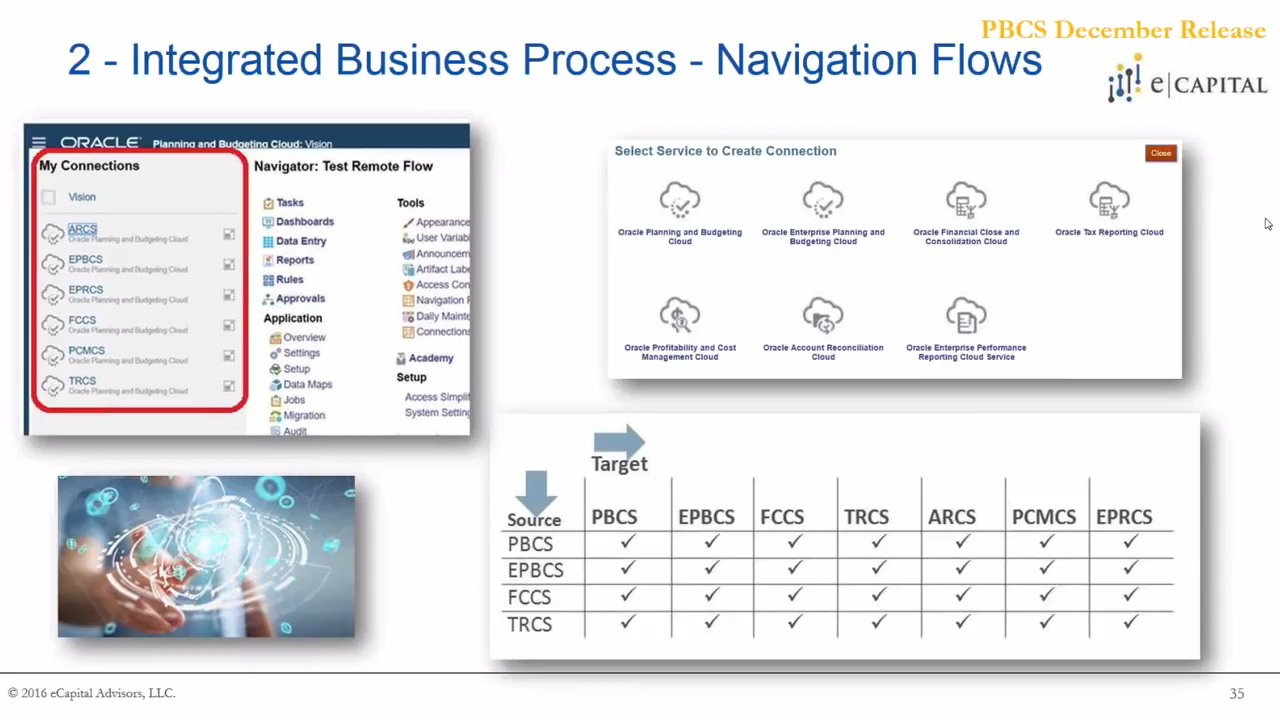 PBCS December Release
2 - Integrated Business Process - Navigation Flows
e|CAPITAL
ORACLE Planning and Budgeting Cloud: Vision
My Connections
Vision
ARCS
Oracle Planning and Budgeting Cloud
EPBCS
Oracle Planning and Budgeting Cloud
EPRCS
Oracle Planning and Budgeting Cloud
FCCS
Oracle Planning and Budgeting Cloud
PCMCS
Oracle Planning and Budgeting Cloud
TRCS
Oracle Planning and Budgeting Cloud
Navigator: Test Remote Flow
Tasks
Dashboards
Data Entry
Reports
Rules
Approvals
Application
Overview
Settings
Setup
Data Maps
Jobs
Migration
Audit
Tools
Appearance
User Variab
Announcem
Artifact Labe
Access Con
Navigation F
Daily Mainte
Connections
Academy
Setup
Access Simplif
System Setting
Select Service to Create Connection
Close
Oracle Planning and Budgeting
Cloud
Oracle Enterprise Planning and
Budgeting Cloud
Oracle Financial Close and
Consolidation Cloud
Oracle Tax Reporting Cloud
Oracle Profitability and Cost
Management Cloud
Oracle Account Reconciliation
Cloud
Oracle Enterprise Performance
Reporting Cloud Service
Target
Source PBCS EPBCS FCCS TRCS ARCS PCMCS EPRCS
PBCS ✓ ✓ ✓ ✓ ✓ ✓ ✓
EPBCS ✓ ✓ ✓ ✓ ✓ ✓ ✓
FCCS ✓ ✓ ✓ ✓ ✓ ✓ ✓
TRCS ✓ ✓ ✓ ✓ ✓ ✓ ✓
© 2016 eCapital Advisors, LLC.
35